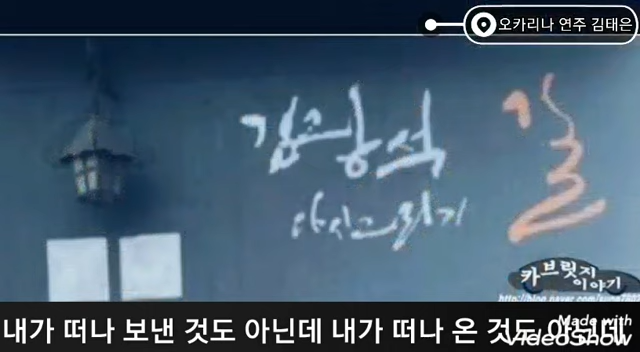 오카리나 연주 김태은
김광석 길
다시그리기
카브릿지
이야기
내가 떠나 보낸 것도 아닌데 내가 떠나 온 것도 아닌데
Made with
VideoShow